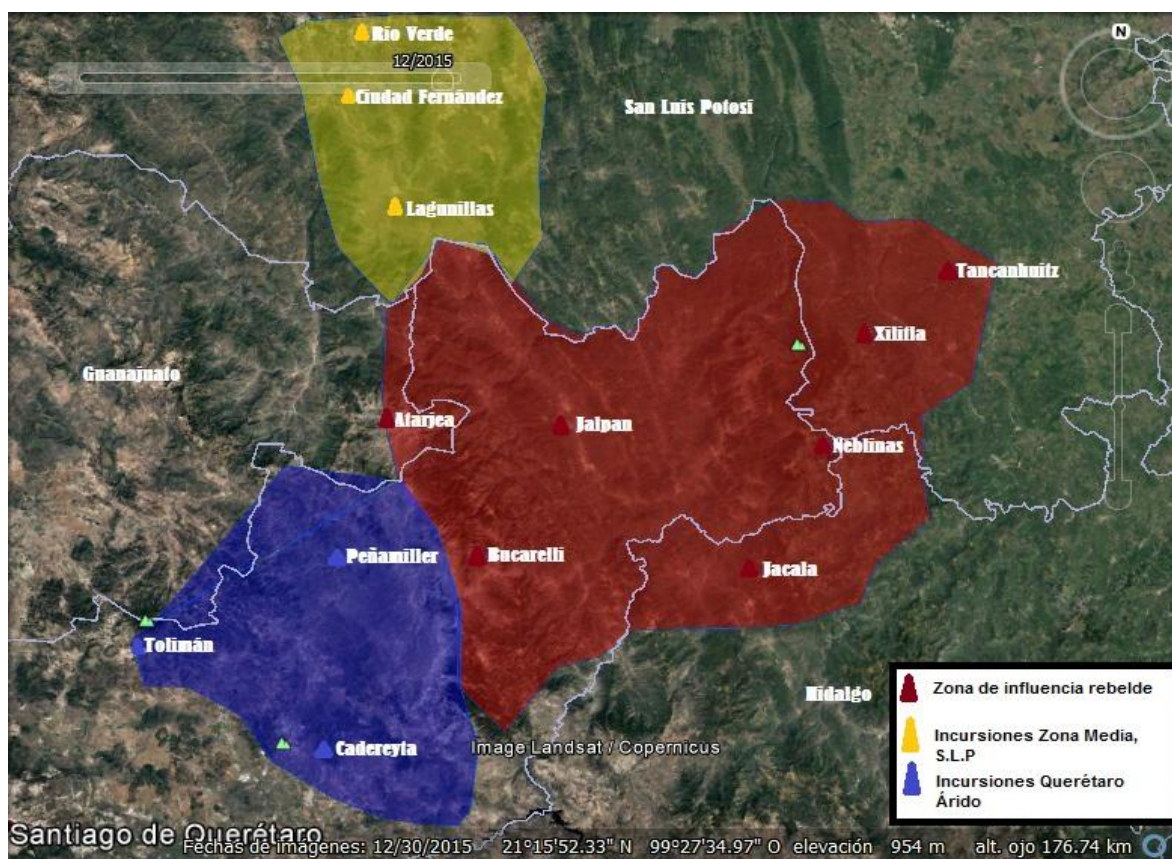 N
Río Verde
12/2015
Ciudad Fernández
San Luis Potosí
Lagunillas
Tancanhuitz
Xilitla
Guanajuato
Atarjea
Jalpan
Neblinas
Peñamiller
Bucarelli
Jacala
Tolimán
Hidalgo
Zona de influencia rebelde
Incursiones Zona Media,
S.L.P
Incursiones Querétaro
Árido
Cadereyta
Image Landsat / Copernicus
Santiago de Querétaro
Fechas de imágenes: 12/30/2015 21°15'52.33" N 99°27'34.97" O elevación 954 m alt. ojo 176.74 km